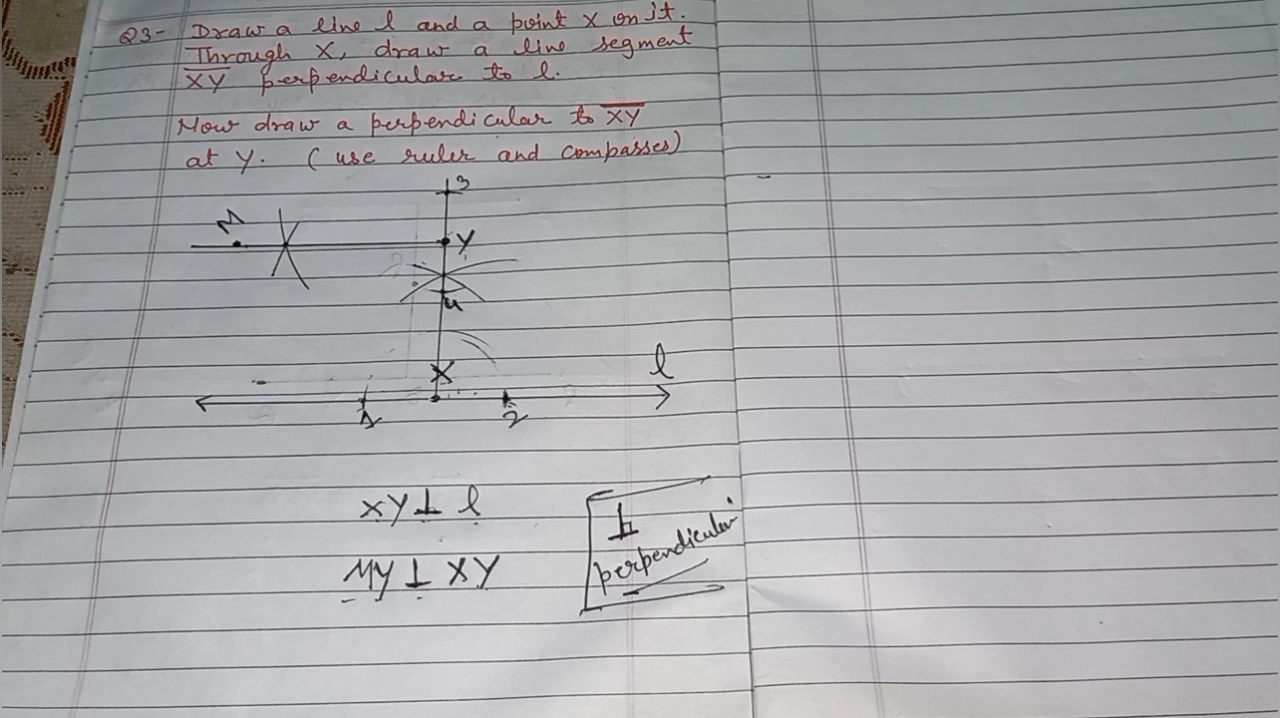 Q3- Draw a line l and a point X on it.
Through X, draw a line segment
XY perpendicular to l.
Now draw a perpendicular to XY
at Y. (use ruler and compasses)
3
M
Y
4
X
l
1
2
XY ⊥ l
MY ⊥ XY
⊥
perpendicular